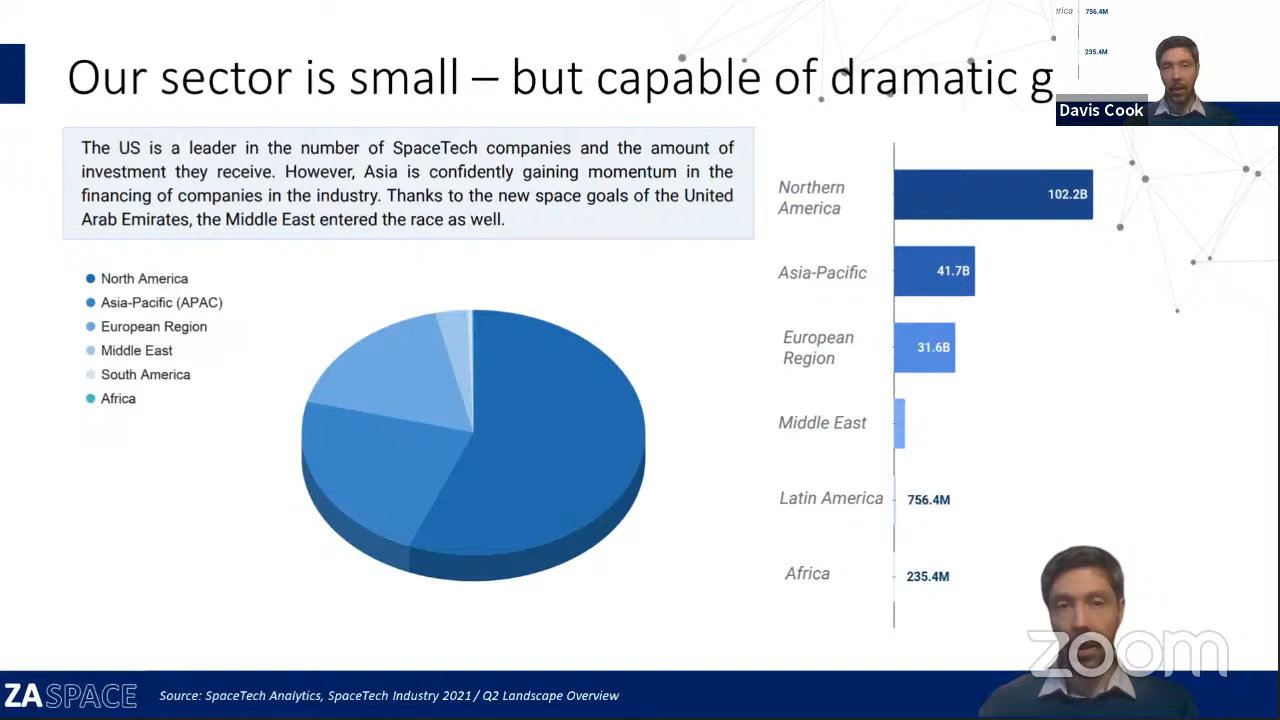 erica 756.4M
235.4M
Davis Cook
Our sector is small – but capable of dramatic g
The US is a leader in the number of SpaceTech companies and the amount of
investment they receive. However, Asia is confidently gaining momentum in the
financing of companies in the industry. Thanks to the new space goals of the United
Arab Emirates, the Middle East entered the race as well.
North America
Asia-Pacific (APAC)
European Region
Middle East
South America
Africa
Northern
America
102.2B
Asia-Pacific
41.7B
European
Region
31.6B
Middle East
Latin America
756.4M
Africa
235.4M
zoom
ZASPACE
Source: SpaceTech Analytics, SpaceTech Industry 2021 / Q2 Landscape Overview